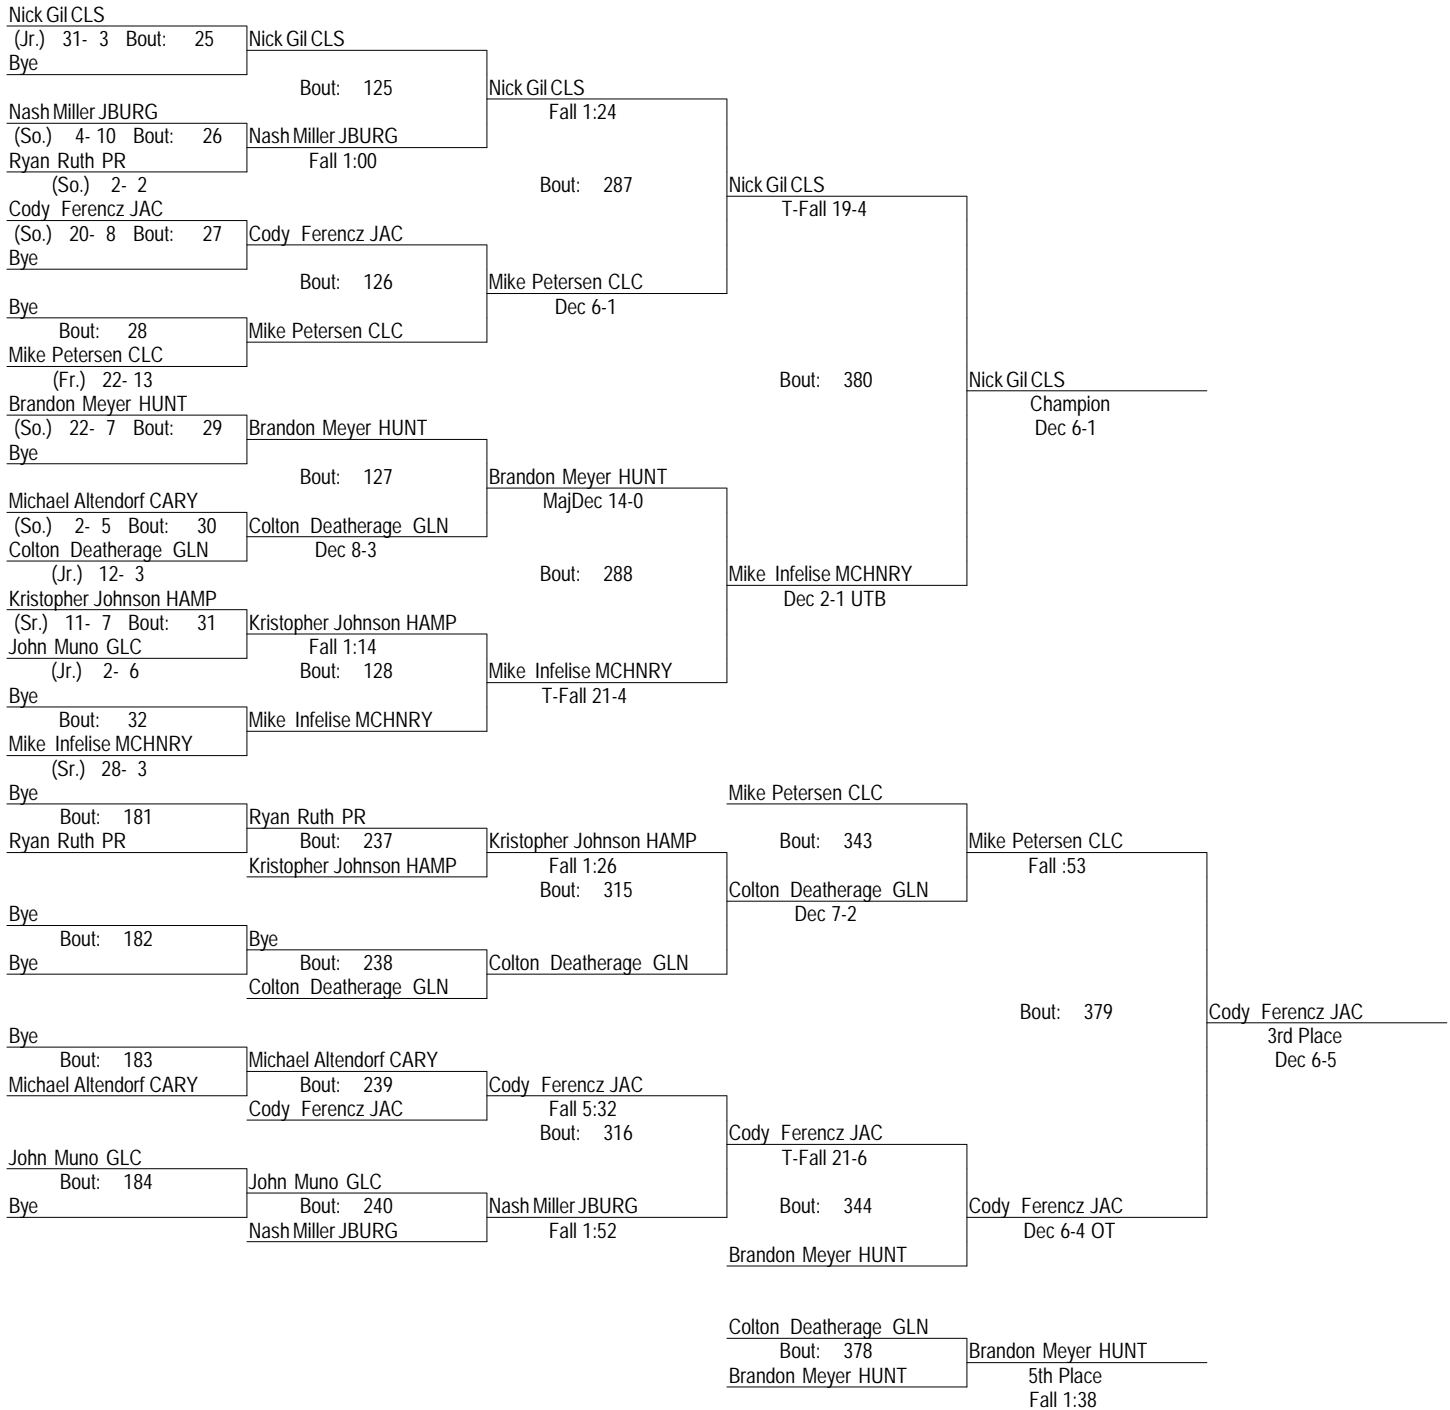 Nick Gil CLS
(Jr.) 31- 3 Bout: 25 Nick Gil CLS
Bye
Bout: 125 Nick Gil CLS
Nash Miller JBURG Fall 1:24
(So.) 4- 10 Bout: 26 Nash Miller JBURG
Ryan Ruth PR Fall 1:00
(So.) 2- 2 Bout: 287 Nick Gil CLS
Cody Ferencz JAC T-Fall 19-4
(So.) 20- 8 Bout: 27 Cody Ferencz JAC
Bye
Bout: 126 Mike Petersen CLC
Bye Dec 6-1
Bout: 28 Mike Petersen CLC
Mike Petersen CLC
(Fr.) 22- 13 Bout: 380 Nick Gil CLS
Brandon Meyer HUNT Champion
(So.) 22- 7 Bout: 29 Brandon Meyer HUNT Dec 6-1
Bye
Bout: 127 Brandon Meyer HUNT
Michael Altendorf CARY MajDec 14-0
(So.) 2- 5 Bout: 30 Colton Deatherage GLN
Colton Deatherage GLN Dec 8-3
(Jr.) 12- 3 Bout: 288 Mike Infelise MCHNRY
Kristopher Johnson HAMP Dec 2-1 UTB
(Sr.) 11- 7 Bout: 31 Kristopher Johnson HAMP
John Muno GLC Fall 1:14
(Jr.) 2- 6 Bout: 128 Mike Infelise MCHNRY
Bye T-Fall 21-4
Bout: 32 Mike Infelise MCHNRY
Mike Infelise MCHNRY
(Sr.) 28- 3
Bye Mike Petersen CLC
Bout: 181 Ryan Ruth PR
Ryan Ruth PR Bout: 237 Kristopher Johnson HAMP Bout: 343 Mike Petersen CLC
Kristopher Johnson HAMP Fall 1:26 Fall :53
Bout: 315 Colton Deatherage GLN
Bye Dec 7-2
Bout: 182 Bye
Bye Bout: 238 Colton Deatherage GLN
Colton Deatherage GLN
Bout: 379 Cody Ferencz JAC
Bye 3rd Place
Bout: 183 Michael Altendorf CARY Dec 6-5
Michael Altendorf CARY Bout: 239 Cody Ferencz JAC
Cody Ferencz JAC Fall 5:32
Bout: 316 Cody Ferencz JAC
John Muno GLC T-Fall 21-6
Bout: 184 John Muno GLC
Bye Bout: 240 Nash Miller JBURG Bout: 344 Cody Ferencz JAC
Nash Miller JBURG Fall 1:52 Dec 6-4 OT
Brandon Meyer HUNT
Colton Deatherage GLN
Bout: 378 Brandon Meyer HUNT
Brandon Meyer HUNT 5th Place
Fall 1:38